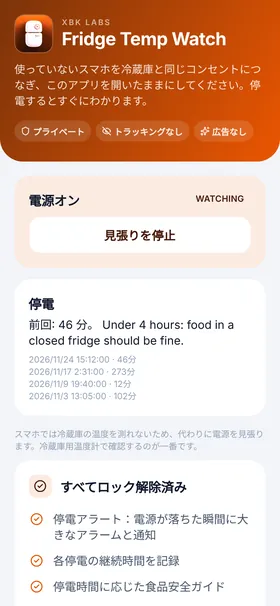 XBK LABS
Fridge Temp Watch
使っていないスマホを冷蔵庫と同じコンセントにつ
なぎ、このアプリを開いたままにしてください。停
電するとすぐにわかります。
プライベート
トラッキングなし
広告なし
電源オン
WATCHING
見張りを停止
停電
前回: 46 分。 Under 4 hours: food in a
closed fridge should be fine.
2026/11/24 15:12:00 · 46分
2026/11/17 2:31:00 · 273分
2026/11/9 19:40:00 · 12分
2026/11/3 13:05:00 · 102分
スマホでは冷蔵庫の温度を測れないため、代わりに電源を見張り
ます。冷蔵庫用温度計で確認するのが一番です。
すべてロック解除済み
停電アラート：電源が落ちた瞬間に大
きなアラームと通知
各停電の継続時間を記録
停電時間に応じた食品安全ガイド